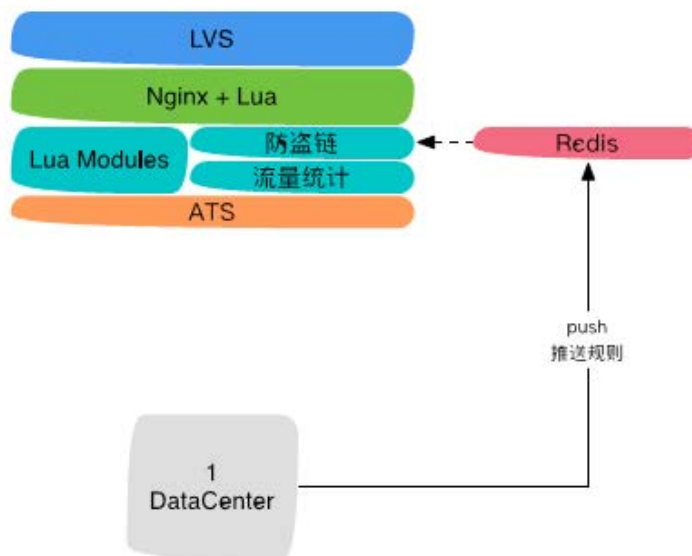 LVS
Nginx + Lua
Lua Modules
防盗链
流量统计
Redis
ATS
push
推送规则
1
DataCenter